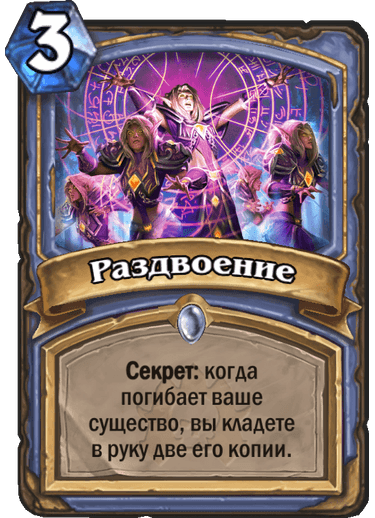 3
Раздвоение
Секрет: когда
погибает ваше
существо, вы кладете
в руку две его копии.